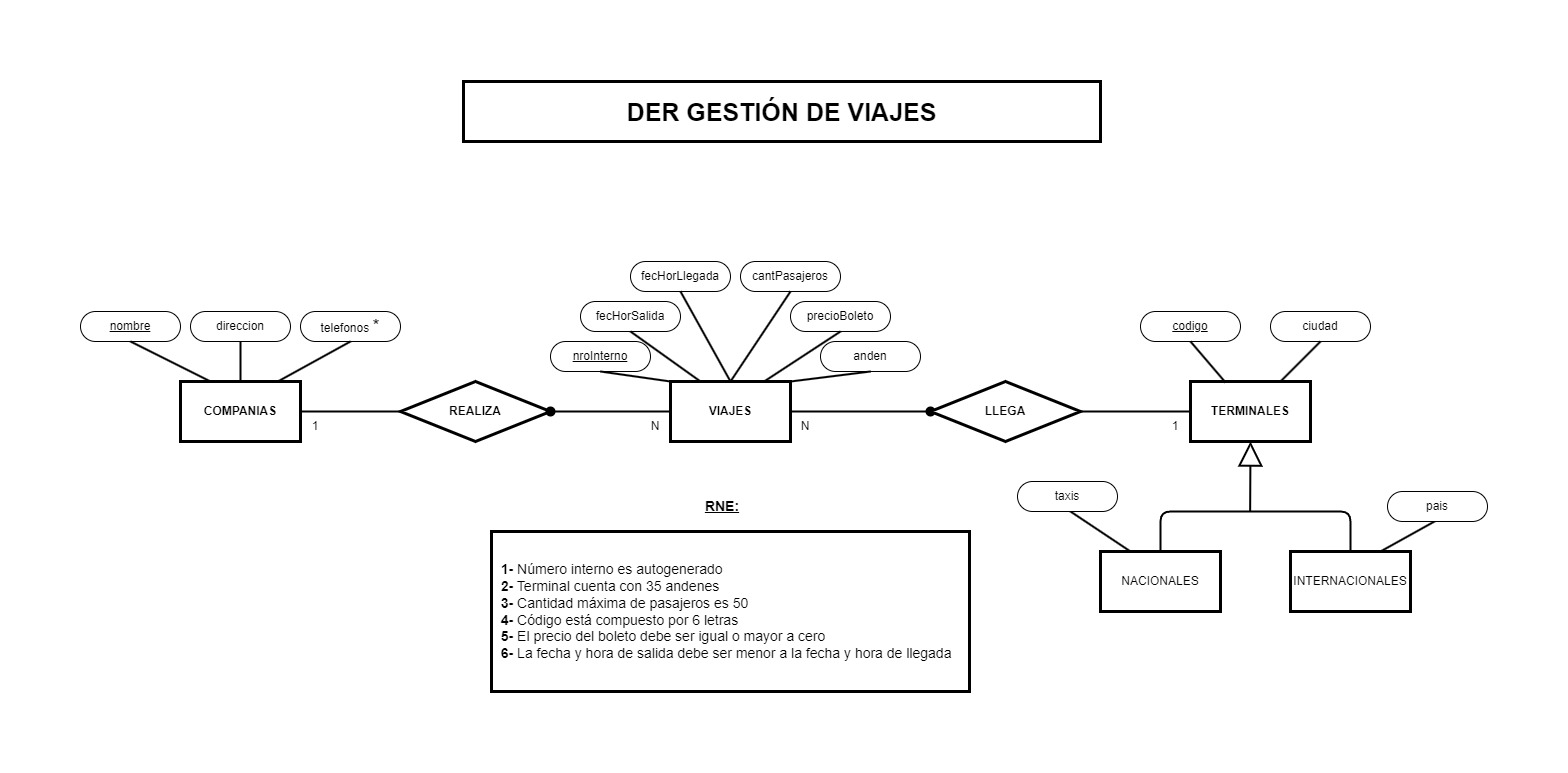 DER GESTIÓN DE VIAJES
fecHorLlegada
cantPasajeros
nombre
direccion
telefonos *
fecHorSalida
precioBoleto
codigo
ciudad
nroInterno
anden
COMPANIAS
REALIZA
VIAJES
LLEGA
TERMINALES
1
N
N
1
taxis
pais
RNE:
NACIONALES
INTERNACIONALES
1- Número interno es autogenerado
2- Terminal cuenta con 35 andenes
3- Cantidad máxima de pasajeros es 50
4- Código está compuesto por 6 letras
5- El precio del boleto debe ser igual o mayor a cero
6- La fecha y hora de salida debe ser menor a la fecha y hora de llegada